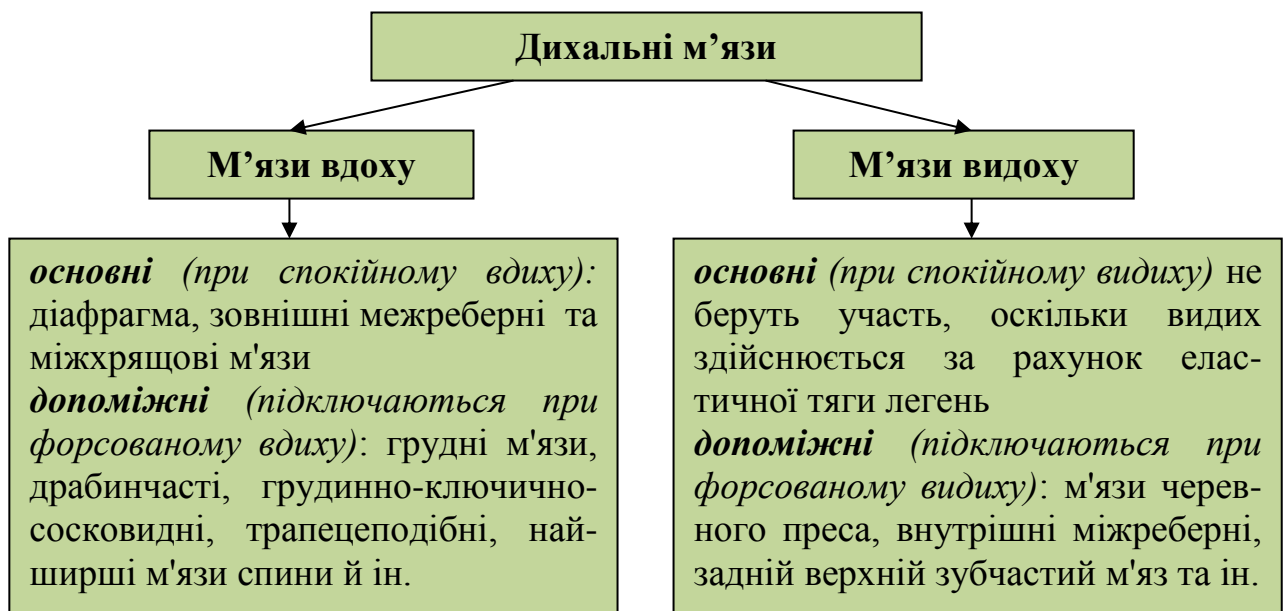 Дихальні м’язи
М’язи вдоху
М’язи видоху
основні (при спокійному вдиху):
діафрагма, зовнішні межреберні та
міжхрящові м'язи
допоміжні (підключаються при
форсованому вдиху): грудні м'язи,
драбинчасті, грудинно-ключично-
сосковидні, трапецеподібні, най-
ширші м'язи спини й ін.
основні (при спокійному видиху) не
беруть участь, оскільки видих
здійснюється за рахунок елас-
тичної тяги легень
допоміжні (підключаються при
форсованому видиху): м'язи черев-
ного преса, внутрішні міжреберні,
задній верхній зубчастий м'яз та ін.